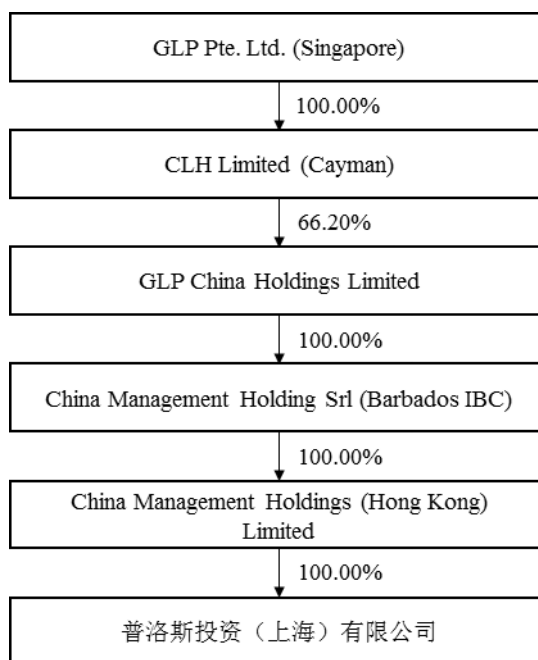 GLP Pte. Ltd. (Singapore)
100.00%
CLH Limited (Cayman)
66.20%
GLP China Holdings Limited
100.00%
China Management Holding Srl (Barbados IBC)
100.00%
China Management Holdings (Hong Kong)
Limited
100.00%
普洛斯投资（上海）有限公司